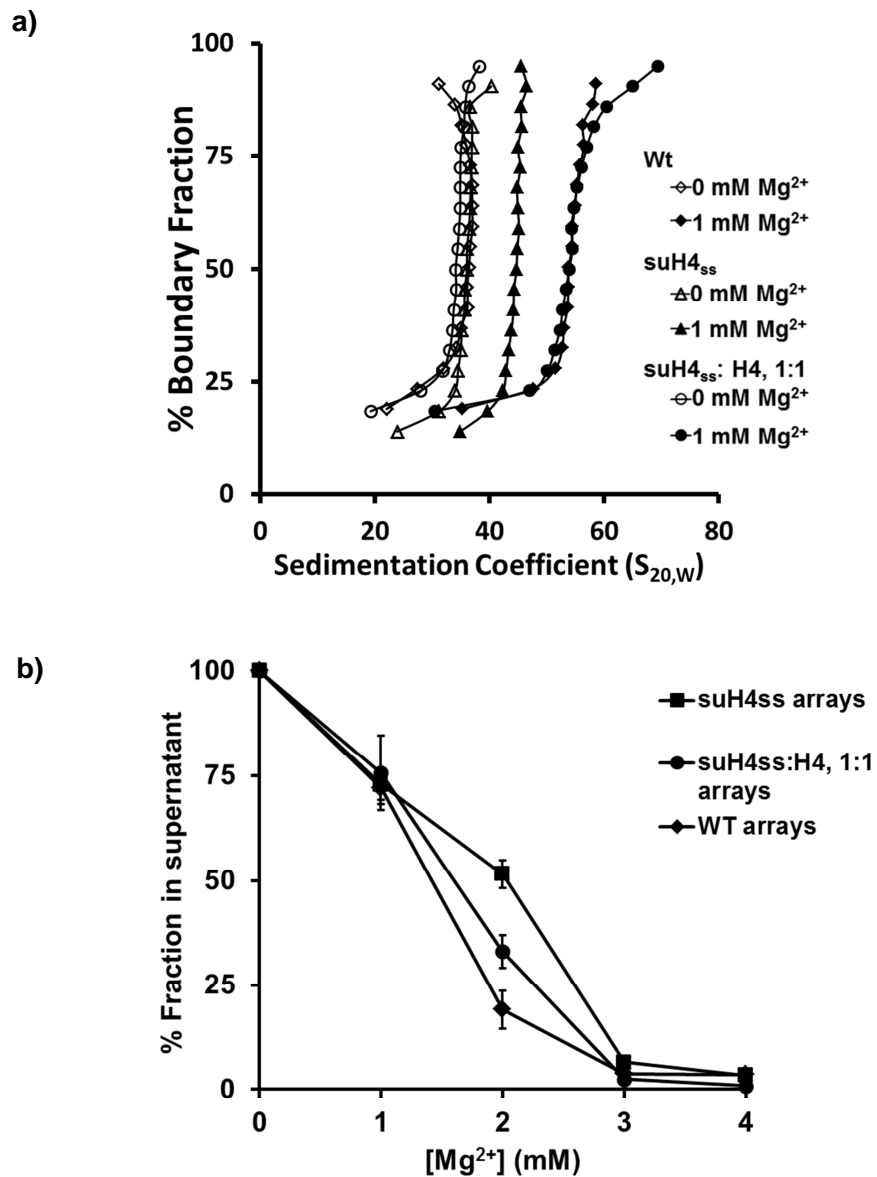 a)
100
75
50
25
0
% Boundary Fraction
0 20 40 60 80
Sedimentation Coefficient (S20,W)
Wt
0 mM Mg2+
1 mM Mg2+
suH4ss
0 mM Mg2+
1 mM Mg2+
suH4ss: H4, 1:1
0 mM Mg2+
1 mM Mg2+
b)
100
75
50
25
0
% Fraction in supernatant
0 1 2 3 4
[Mg2+] (mM)
suH4ss arrays
suH4ss:H4, 1:1
arrays
WT arrays